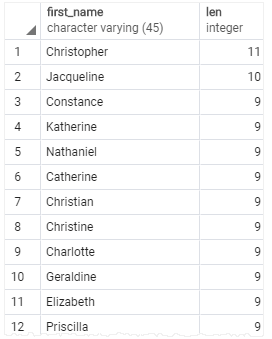 first_name len
character varying (45) integer
1 Christopher 11
2 Jacqueline 10
3 Constance 9
4 Katherine 9
5 Nathaniel 9
6 Catherine 9
7 Christian 9
8 Christine 9
9 Charlotte 9
10 Geraldine 9
11 Elizabeth 9
12 Priscilla 9